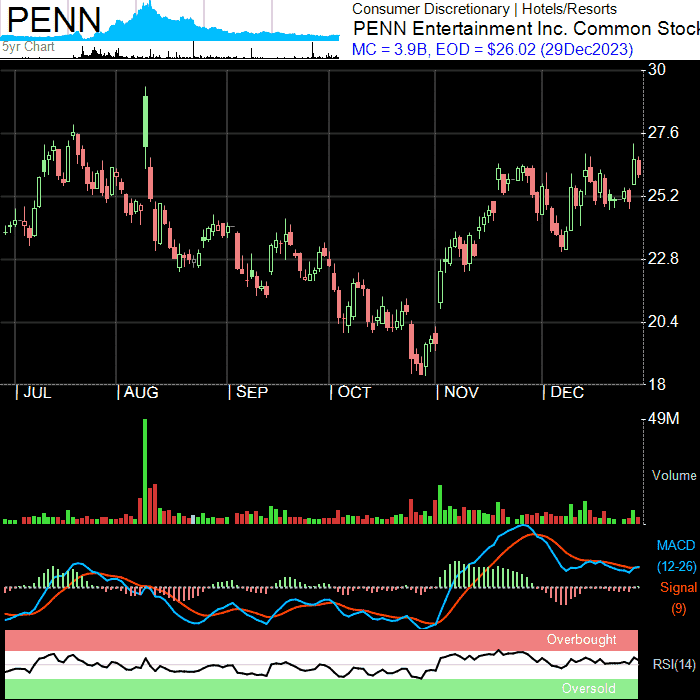 PENN
5yr Chart
Consumer Discretionary | Hotels/Resorts
PENN Entertainment Inc. Common Stock
MC = 3.9B, EOD = $26.02 (29Dec2023)
30
27.6
25.2
22.8
20.4
18
| JUL | AUG | SEP | OCT | NOV | DEC
49M
Volume
MACD
(12-26)
Signal
(9)
Overbought
RSI(14)
Oversold